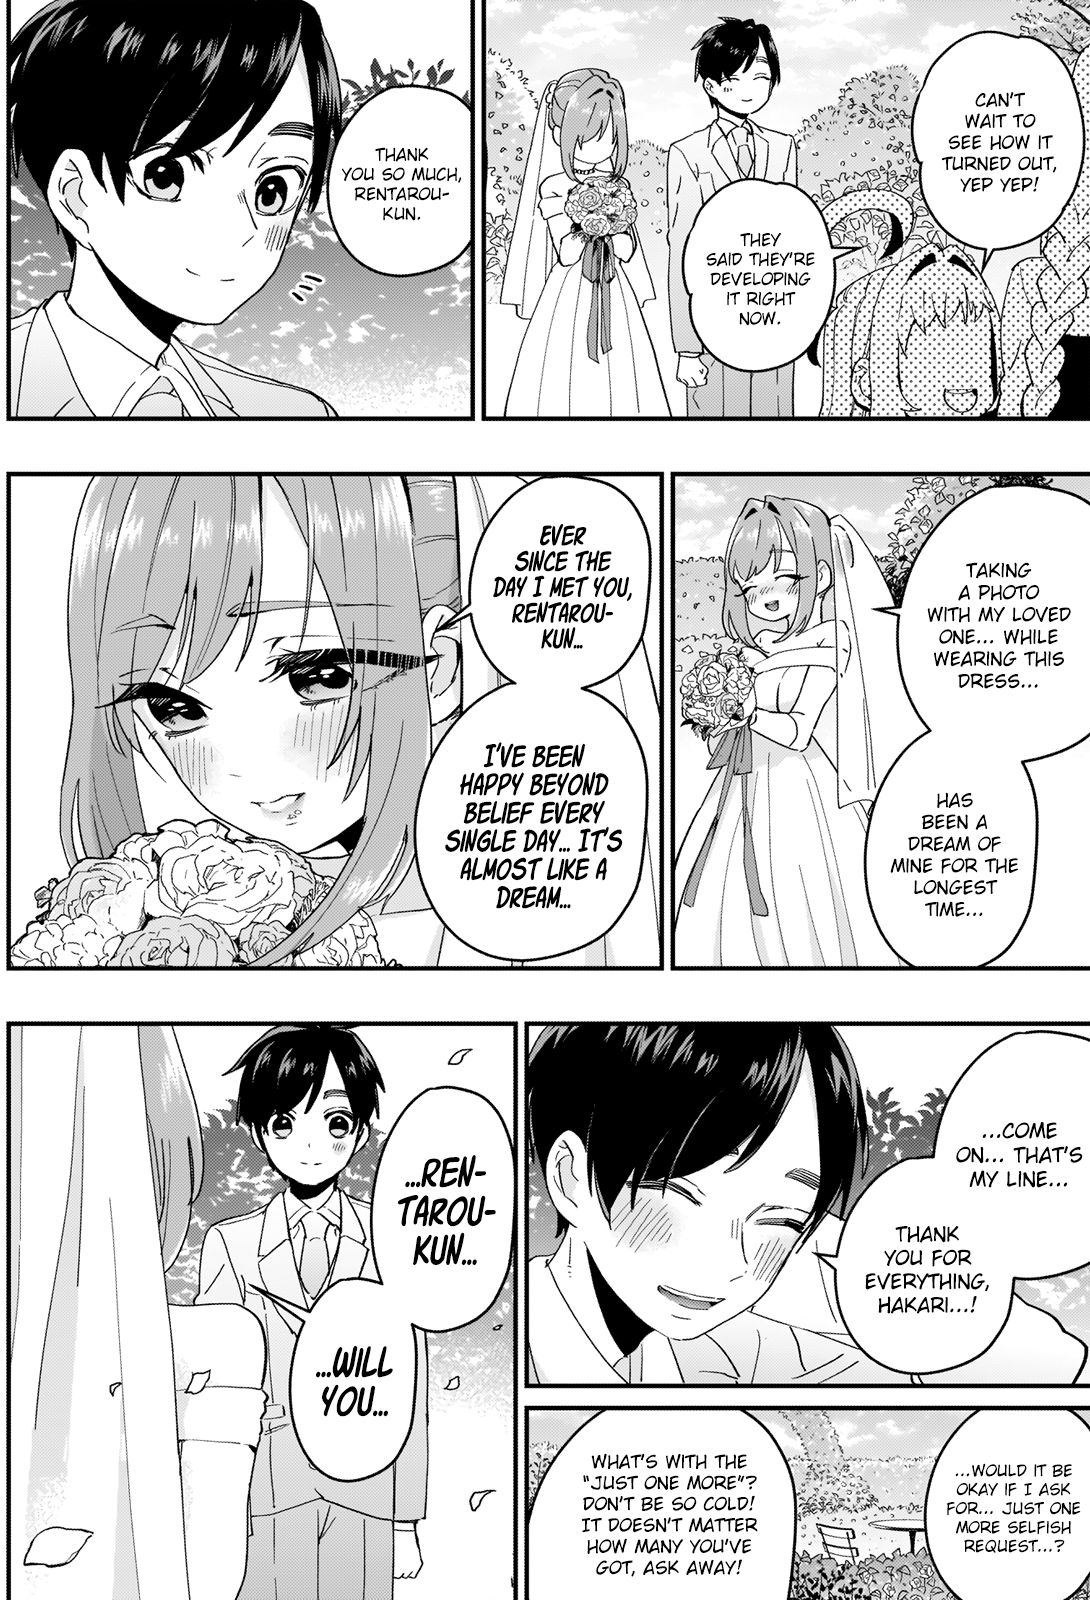 CAN'T
WAIT TO
SEE HOW IT
TURNED OUT,
YEP YEP!
THEY
SAID THEY'RE
DEVELOPING
IT RIGHT
NOW.
THANK
YOU SO MUCH,
RENTAROU-
KUN.
TAKING
A PHOTO
WITH MY LOVED
ONE... WHILE
WEARING THIS
DRESS...
HAS
BEEN A
DREAM OF
MINE FOR THE
LONGEST
TIME...
EVER
SINCE THE
DAY I MET YOU,
RENTAROU-
KUN...
I'VE BEEN
HAPPY BEYOND
BELIEF EVERY
SINGLE DAY... IT'S
ALMOST LIKE A
DREAM...
...COME
ON... THAT'S
MY LINE...
THANK
YOU FOR
EVERYTHING,
HAKARI...!
...WOULD IT BE
OKAY IF I ASK
FOR... JUST ONE
MORE SELFISH
REQUEST...?
WHAT'S WITH THE
"JUST ONE MORE"?
DON'T BE SO COLD!
IT DOESN'T MATTER
HOW MANY YOU'VE
GOT, ASK AWAY!
...REN-
TAROU-
KUN...
...WILL
YOU...